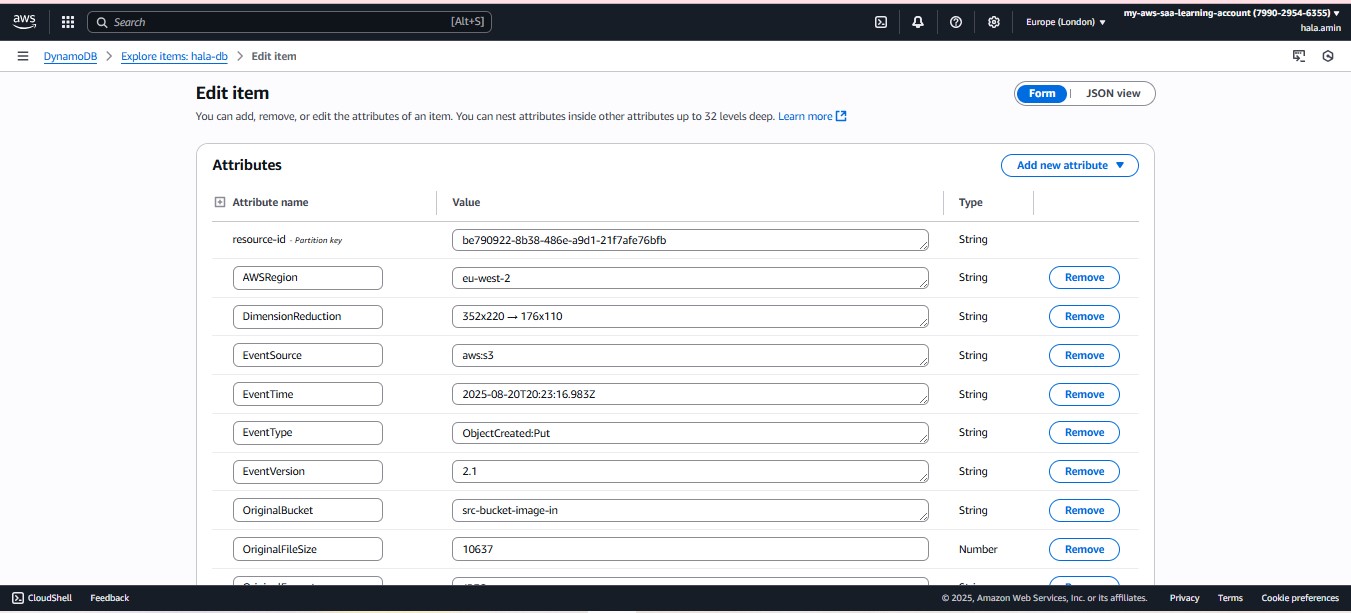 aws Search [Alt+S] Europe (London) ▼ my-aws-saa-learning-account (7990-2954-6355) ▼
hala.amin
DynamoDB > Explore items: hala-db > Edit item
Edit item Form JSON view
You can add, remove, or edit the attributes of an item. You can nest attributes inside other attributes up to 32 levels deep. Learn more
Attributes Add new attribute ▼
Attribute name Value Type
resource-id - Partition key be790922-8b38-486e-a9d1-21f7afe76bfb String
AWSRegion eu-west-2 String Remove
DimensionReduction 352x220 → 176x110 String Remove
EventSource aws:s3 String Remove
EventTime 2025-08-20T20:23:16.983Z String Remove
EventType ObjectCreated:Put String Remove
EventVersion 2.1 String Remove
OriginalBucket src-bucket-image-in String Remove
OriginalFileSize 10637 Number Remove
CloudShell Feedback © 2025, Amazon Web Services, Inc. or its affiliates. Privacy Terms Cookie preferences